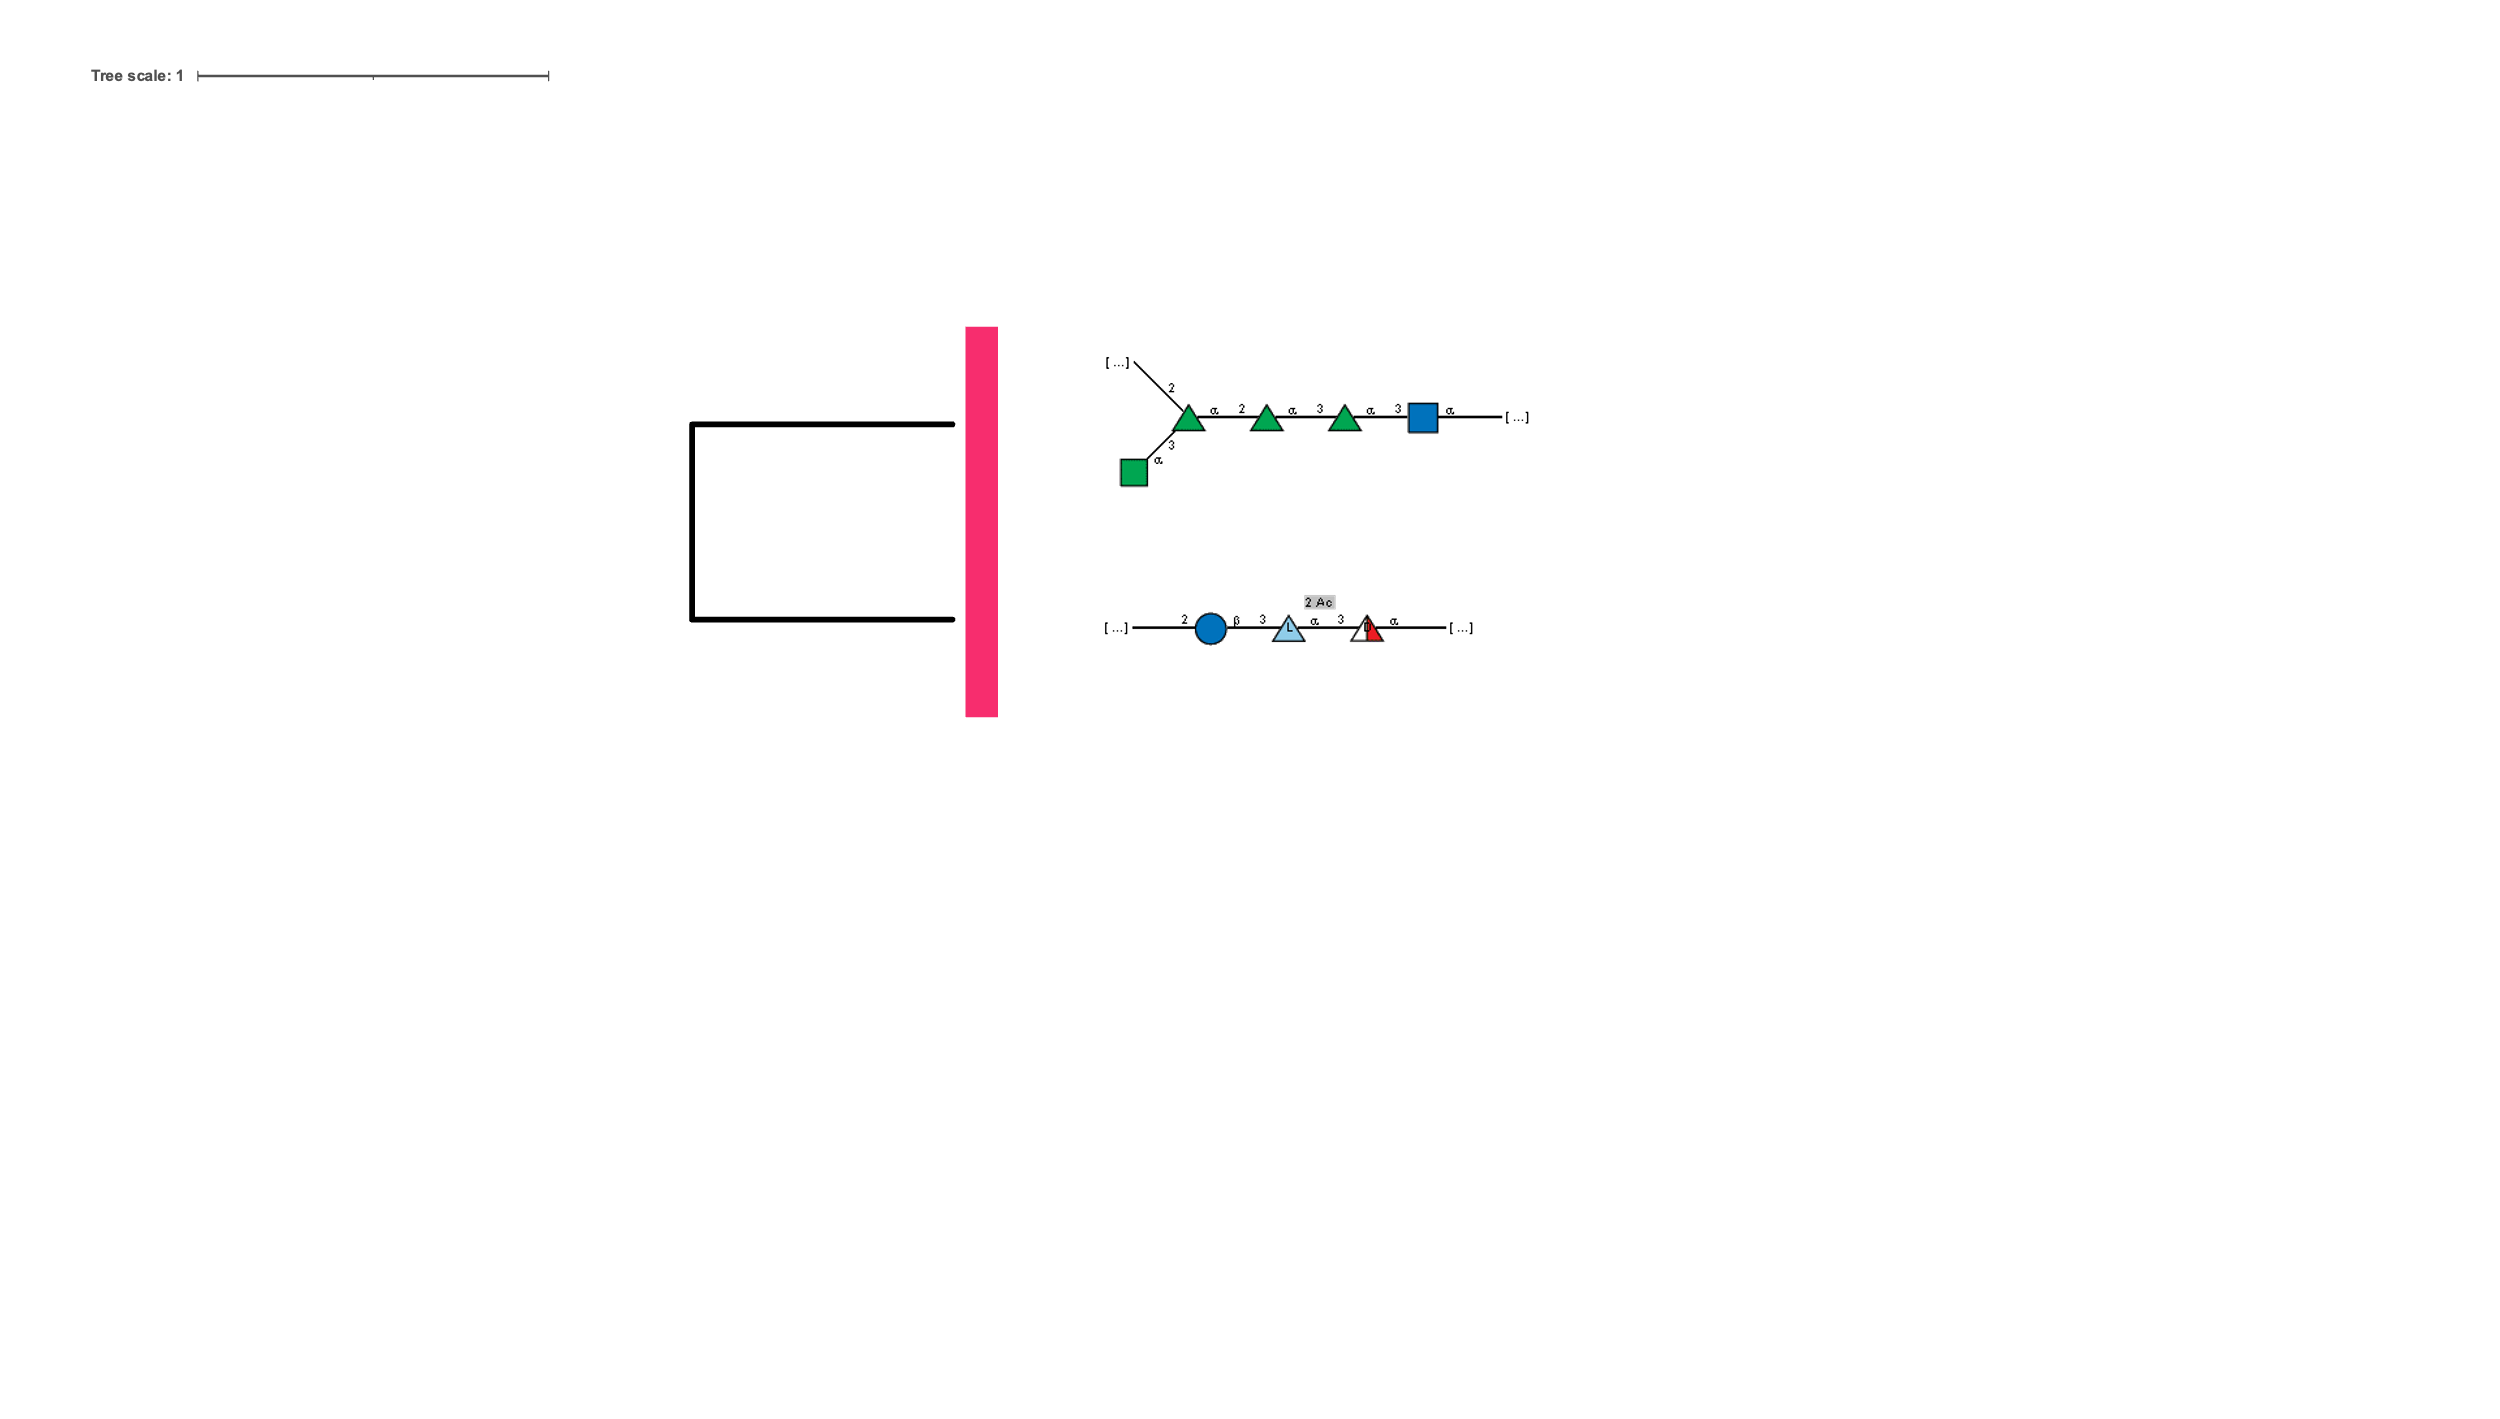 Tree scale: 1
[ ...]
2
α 2 α 3 α 3 α [ ...]
3
α
2 Ac
[ ...] 2 β 3 L α 3 D α [ ...]